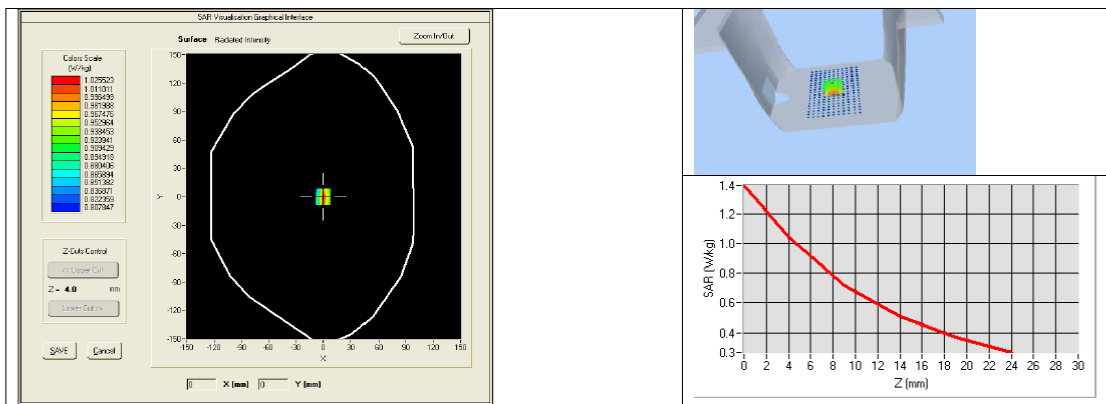 SAR Visualisation Graphical Interface
Surface Radiated Intensity
Zoom In/Out
Colors Scale
(W/kg)
1.025523
1.011011
0.996499
0.981988
0.967476
0.952964
0.938453
0.923941
0.909429
0.894918
0.880406
0.865894
0.851382
0.836871
0.822359
0.807847
Z-Cuts Control
<< Upper Cut
Z = 4.0 mm
Lower Cut >>
SAVE Cancel
150
120
90
60
30
Y 0
-30
-60
-90
-120
-150
-150 -120 -90 -60 -30 0 30 60 90 120 150
X
0 X (mm) 0 Y (mm)
1.4
1.2
1.0
0.8
0.6
0.4
0.3
SAR (W/kg)
0 2 4 6 8 10 12 14 16 18 20 22 24 26 28 30
Z (mm)